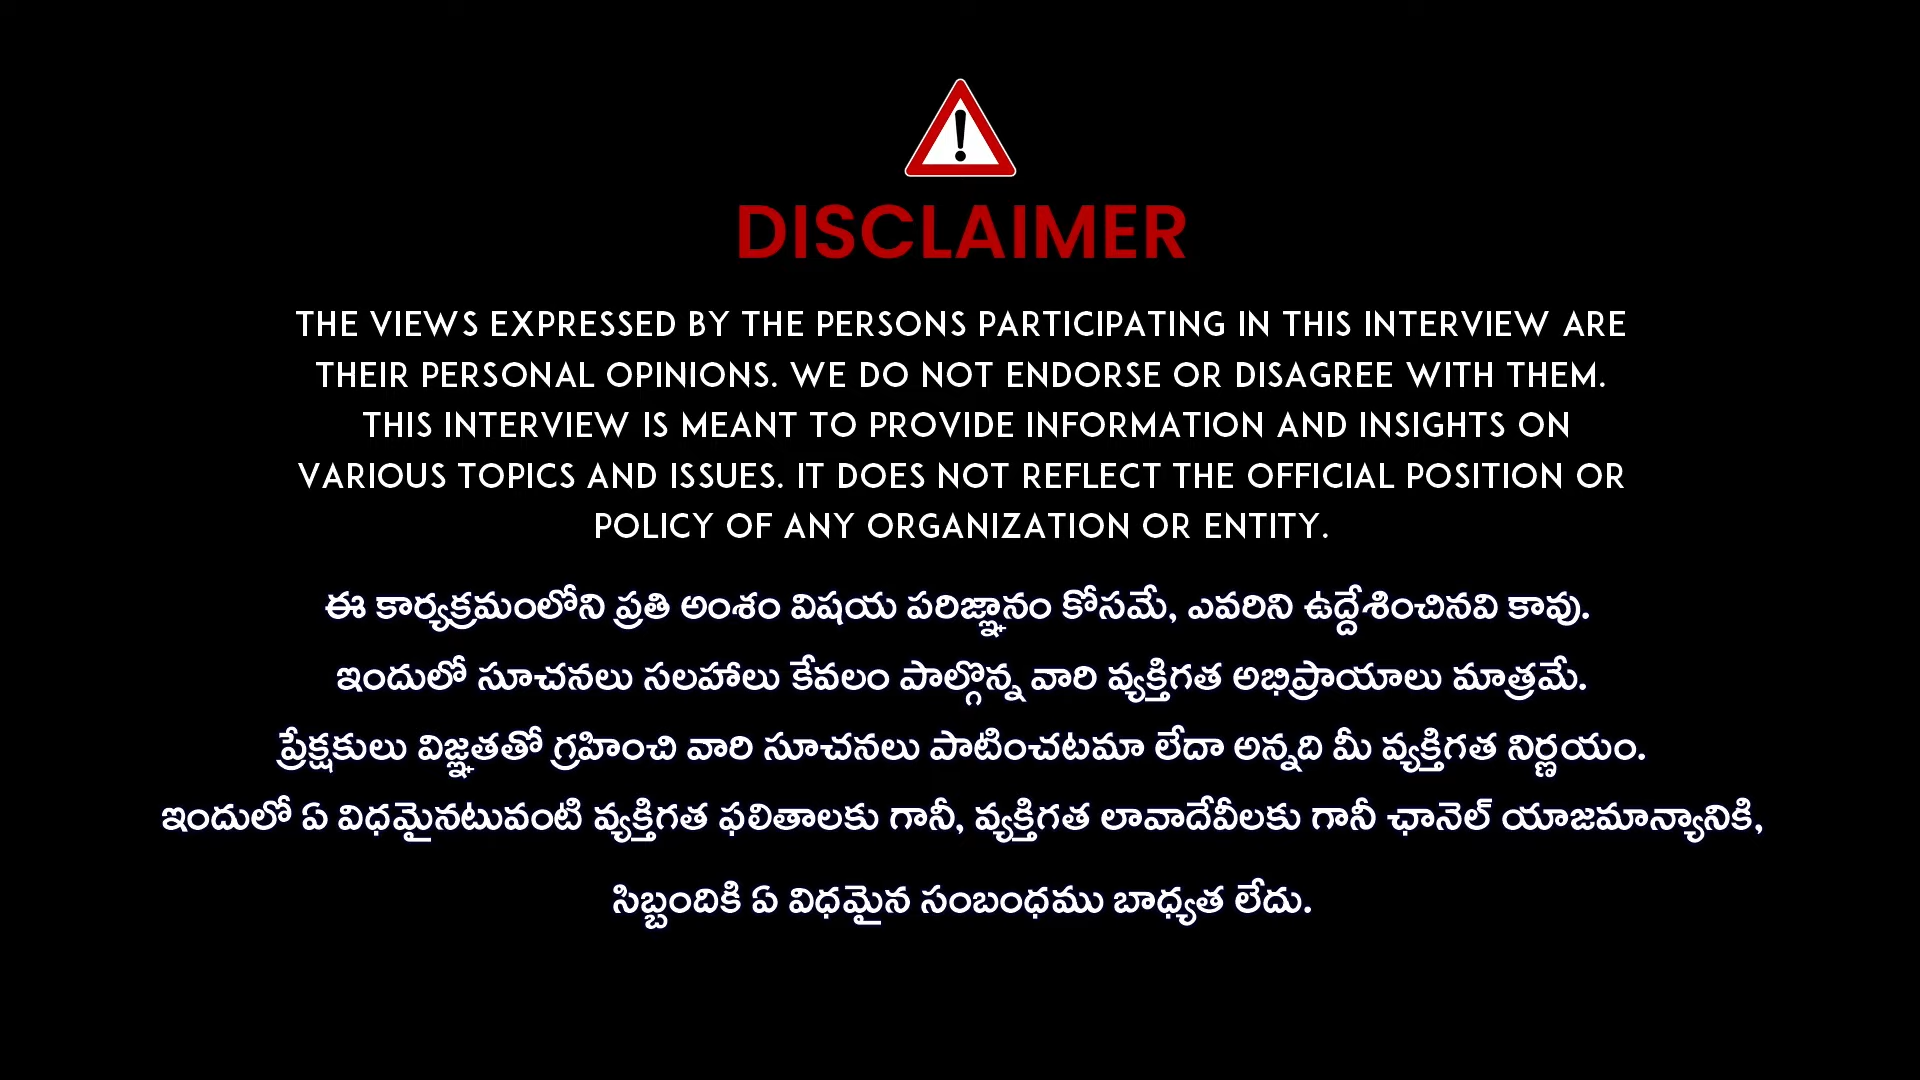 DISCLAIMER
THE VIEWS EXPRESSED BY THE PERSONS PARTICIPATING IN THIS INTERVIEW ARE
THEIR PERSONAL OPINIONS. WE DO NOT ENDORSE OR DISAGREE WITH THEM.
THIS INTERVIEW IS MEANT TO PROVIDE INFORMATION AND INSIGHTS ON
VARIOUS TOPICS AND ISSUES. IT DOES NOT REFLECT THE OFFICIAL POSITION OR
POLICY OF ANY ORGANIZATION OR ENTITY.
ఈ కార్యక్రమంలోని ప్రతి అంశం విషయ పరిజ్ఞానం కోసమే, ఎవరిని ఉద్దేశించినవి కావు.
ఇందులో సూచనలు సలహాలు కేవలం పాల్గొన్న వారి వ్యక్తిగత అభిప్రాయాలు మాత్రమే.
ప్రేక్షకులు విజ్ఞతతో గ్రహించి వారి సూచనలు పాటించటమా లేదా అన్నది మీ వ్యక్తిగత నిర్ణయం.
ఇందులో ఏ విధమైనటువంటి వ్యక్తిగత ఫలితాలకు గానీ, వ్యక్తిగత లావాదేవీలకు గానీ ఛానెల్ యాజమాన్యానికి,
సిబ్బందికి ఏ విధమైన సంబంధము బాధ్యత లేదు.